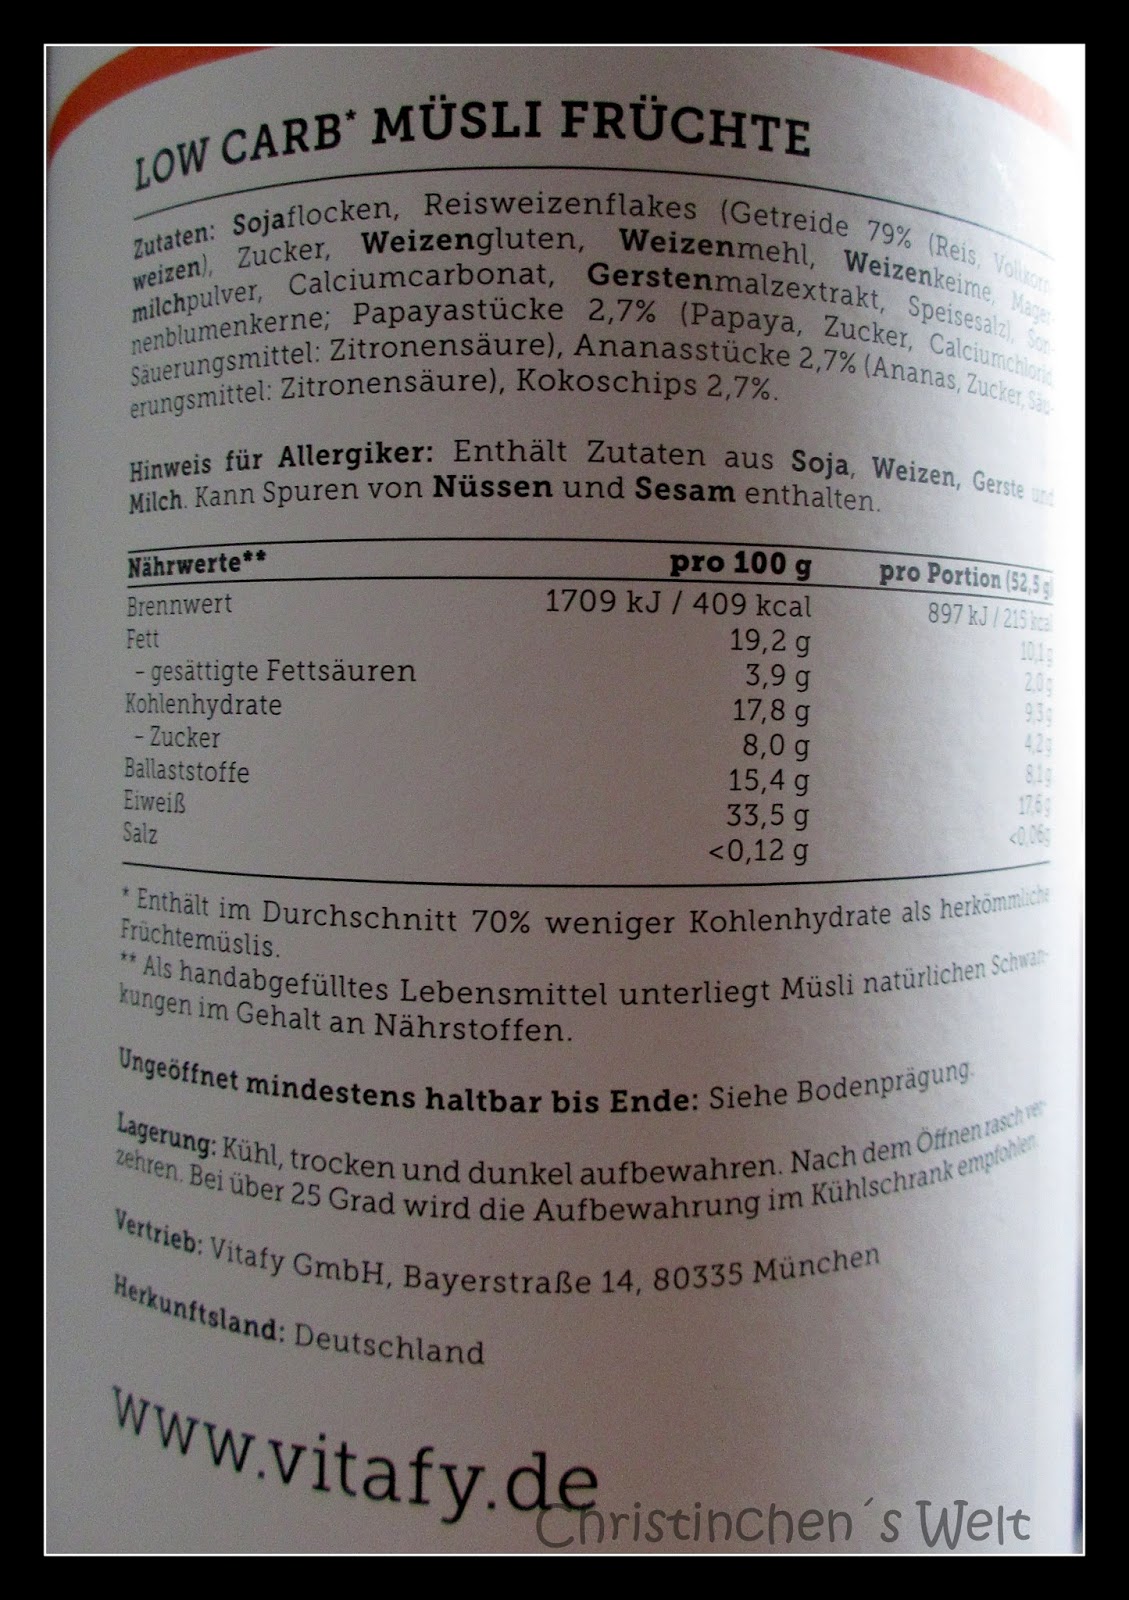 LOW CARB* MÜSLI FRÜCHTE
Zutaten: Sojaflocken, Reisweizenflakes (Getreide 79% (Reis, Vollkorn-
weizen), Zucker, Weizengluten, Weizenmehl, Weizenkeime, Mager-
milchpulver, Calciumcarbonat, Gerstenmalzextrakt, Speisesalz), Son-
nenblumenkerne; Papayastücke 2,7% (Papaya, Zucker, Calciumchlorid
Säuerungsmittel: Zitronensäure), Ananasstücke 2,7% (Ananas, Zucker, Säu-
erungsmittel: Zitronensäure), Kokoschips 2,7%.
Hinweis für Allergiker: Enthält Zutaten aus Soja, Weizen, Gerste und
Milch. Kann Spuren von Nüssen und Sesam enthalten.
Nährwerte** pro 100 g pro Portion (52,5 g)
Brennwert 1709 kJ / 409 kcal 897 kJ / 215 kcal
Fett 19,2 g 10,1 g
- gesättigte Fettsäuren 3,9 g 2,0 g
Kohlenhydrate 17,8 g 9,3 g
- Zucker 8,0 g 4,2 g
Ballaststoffe 15,4 g 8,1 g
Eiweiß 33,5 g 17,6 g
Salz <0,12 g <0,06g
* Enthält im Durchschnitt 70% weniger Kohlenhydrate als herkömmliche
Früchtemüslis.
** Als handabgefülltes Lebensmittel unterliegt Müsli natürlichen Schwan-
kungen im Gehalt an Nährstoffen.
Ungeöffnet mindestens haltbar bis Ende: Siehe Bodenprägung.
Lagerung: Kühl, trocken und dunkel aufbewahren. Nach dem Öffnen rasch ver-
zehren. Bei über 25 Grad wird die Aufbewahrung im Kühlschrank empfohlen.
Vertrieb: Vitafy GmbH, Bayerstraße 14, 80335 München
Herkunftsland: Deutschland
www.vitafy.de
Christinchen´s Welt